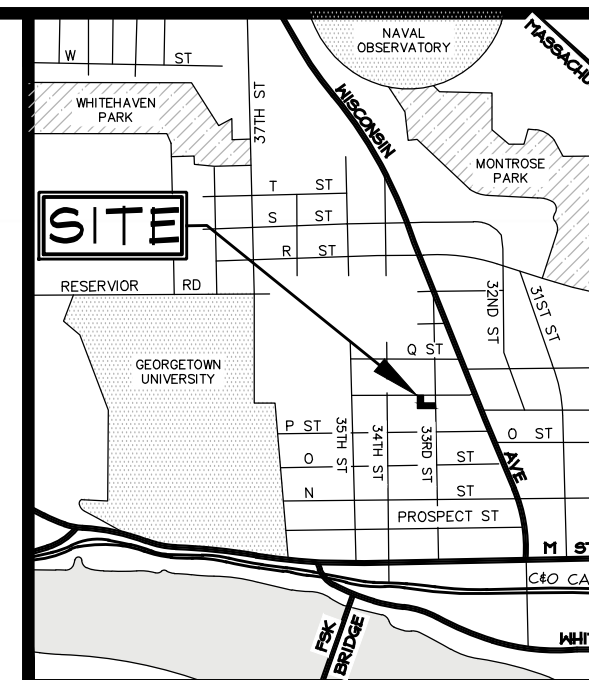 NAVAL
OBSERVATORY
MASSACHU
W ST
WHITEHAVEN
PARK
37TH ST
WISCONSIN
MONTROSE
PARK
T ST
SITE
S ST
R ST
RESERVIOR RD
32ND ST
31ST ST
Q ST
GEORGETOWN
UNIVERSITY
P ST
35TH ST
34TH ST
33RD ST
O ST
O ST
AVE
N ST
PROSPECT ST
M ST
C&O CA
FSK
BRIDGE
WHI